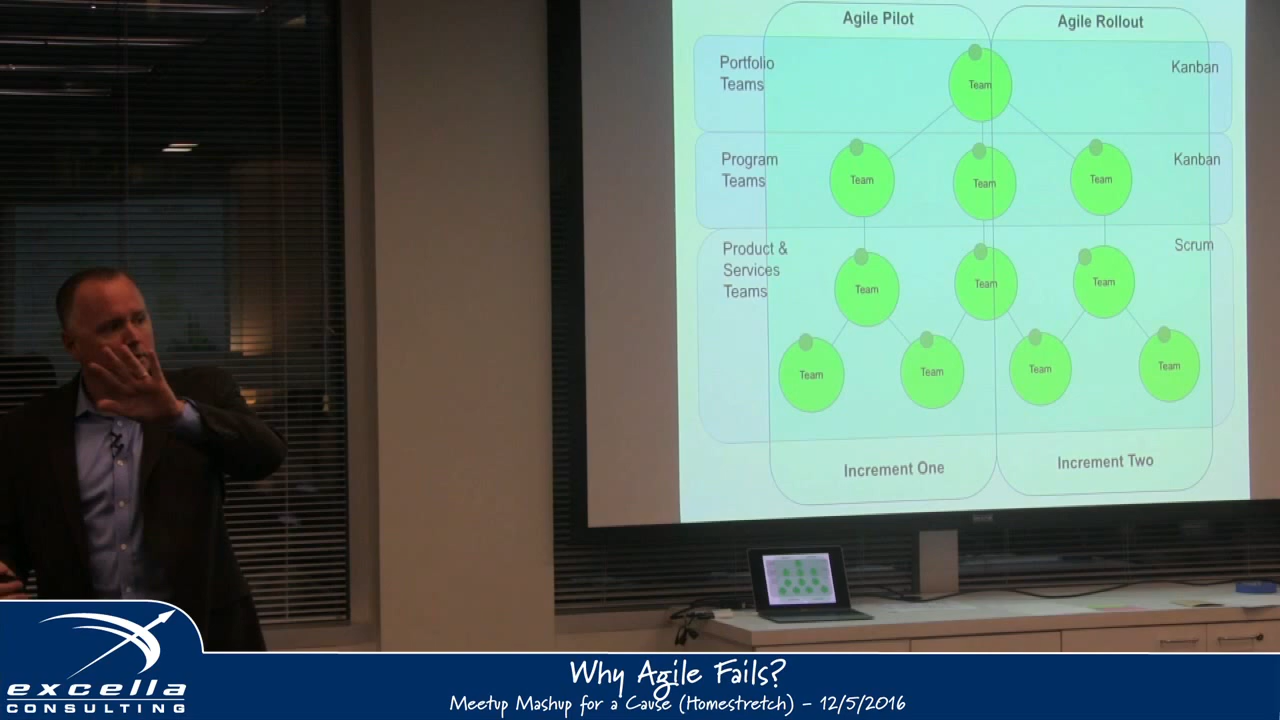 Agile Pilot
Agile Rollout
Portfolio
Teams
Team
Kanban
Program
Teams
Team
Team
Team
Kanban
Product &
Services
Teams
Team
Team
Team
Scrum
Team
Team
Team
Team
Increment One
Increment Two
excella
CONSULTING
Why Agile Fails?
Meetup Mashup for a Cause (Homestretch) - 12/5/2016